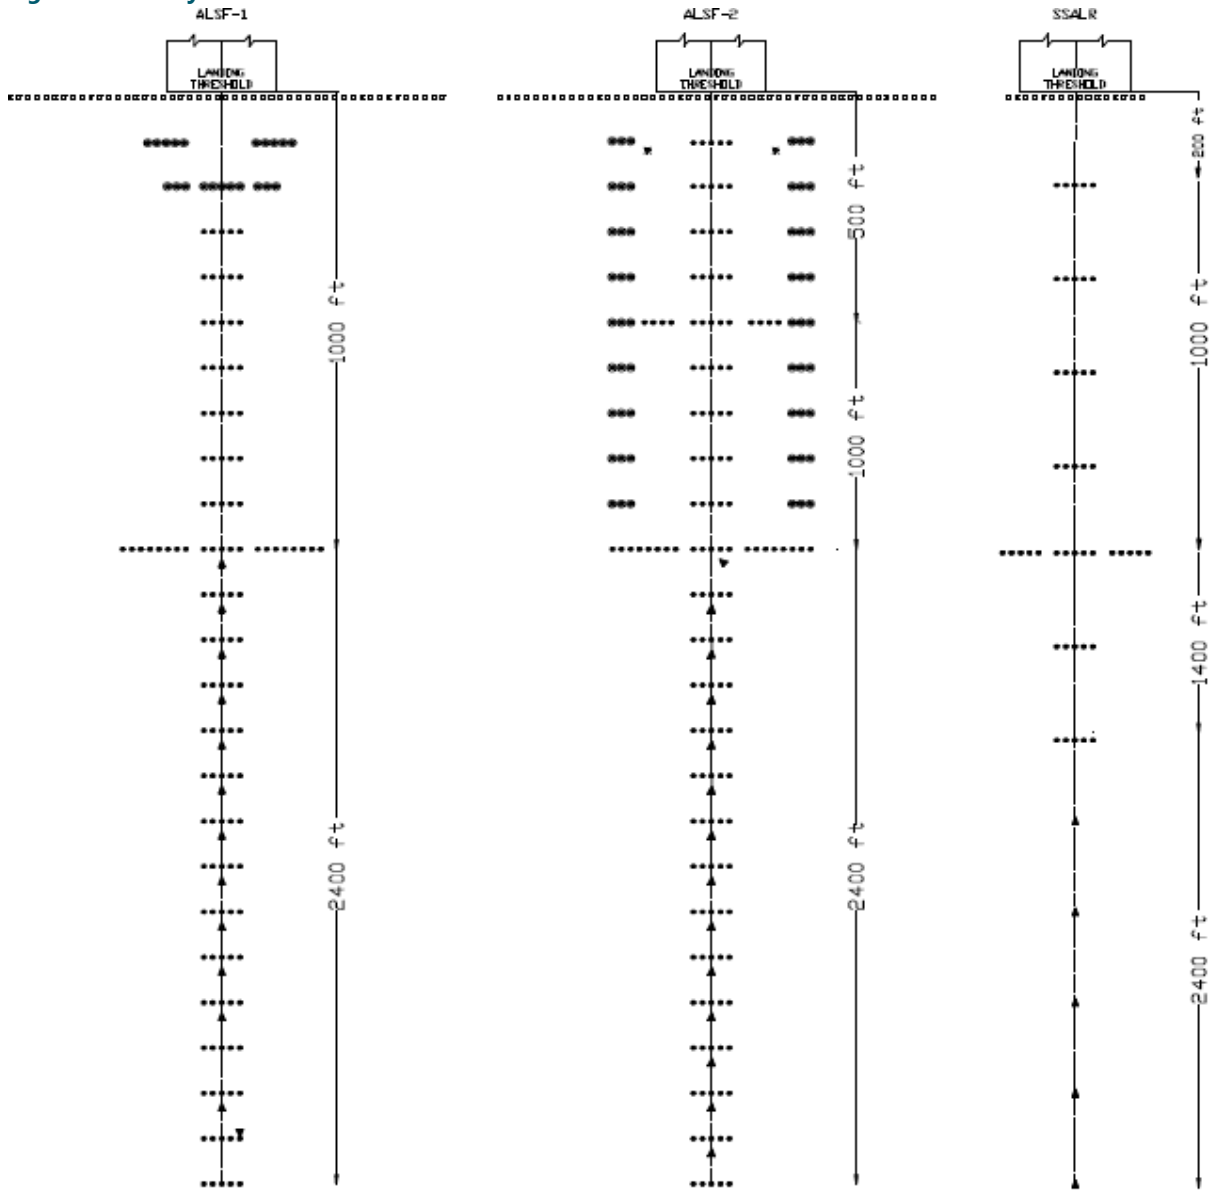 ALSF-1
ALSF-2
SSALR
LANDING
THRESHOLD
LANDING
THRESHOLD
LANDING
THRESHOLD
200 ft
500 ft
1000 ft
1000 ft
1000 ft
1400 ft
2400 ft
2400 ft
2400 ft